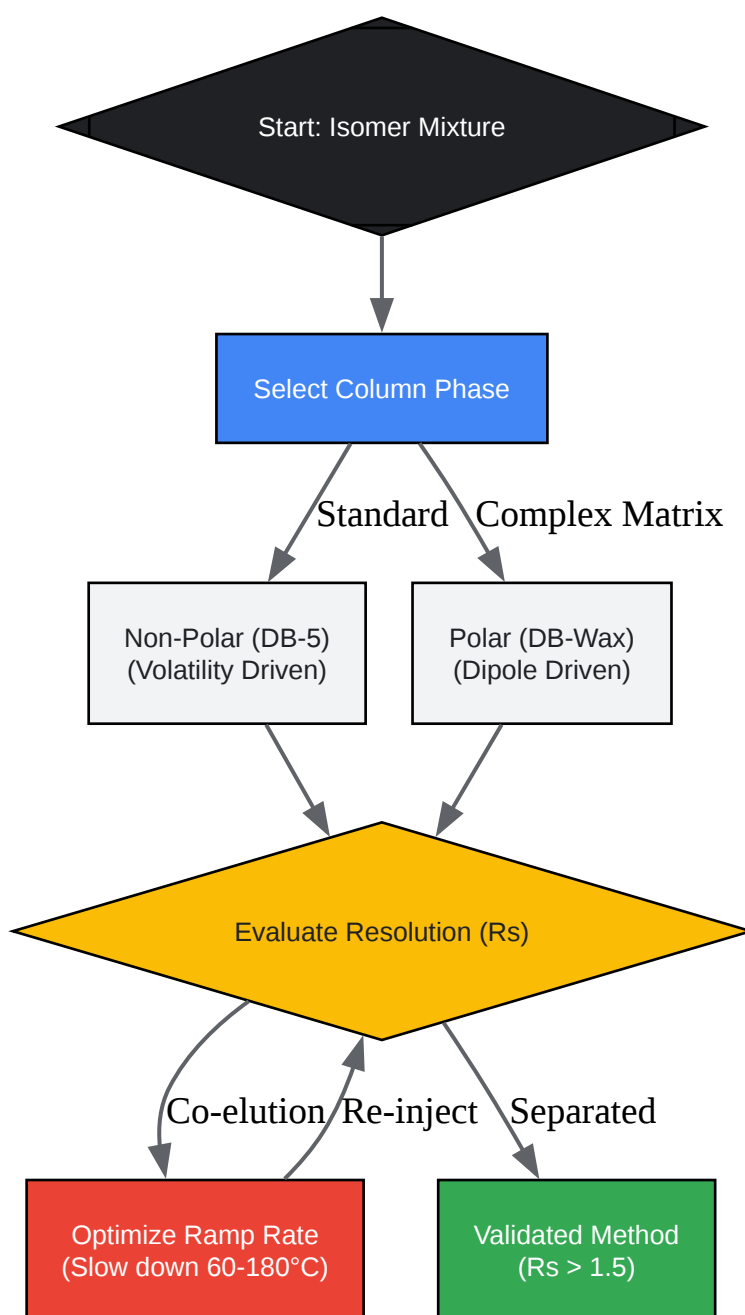 Start: Isomer Mixture
Select Column Phase
Standard
Complex Matrix
Non-Polar (DB-5)
(Volatility Driven)
Polar (DB-Wax)
(Dipole Driven)
Evaluate Resolution (Rs)
Co-elution
Re-inject
Separated
Optimize Ramp Rate
(Slow down 60-180°C)
Validated Method
(Rs > 1.5)